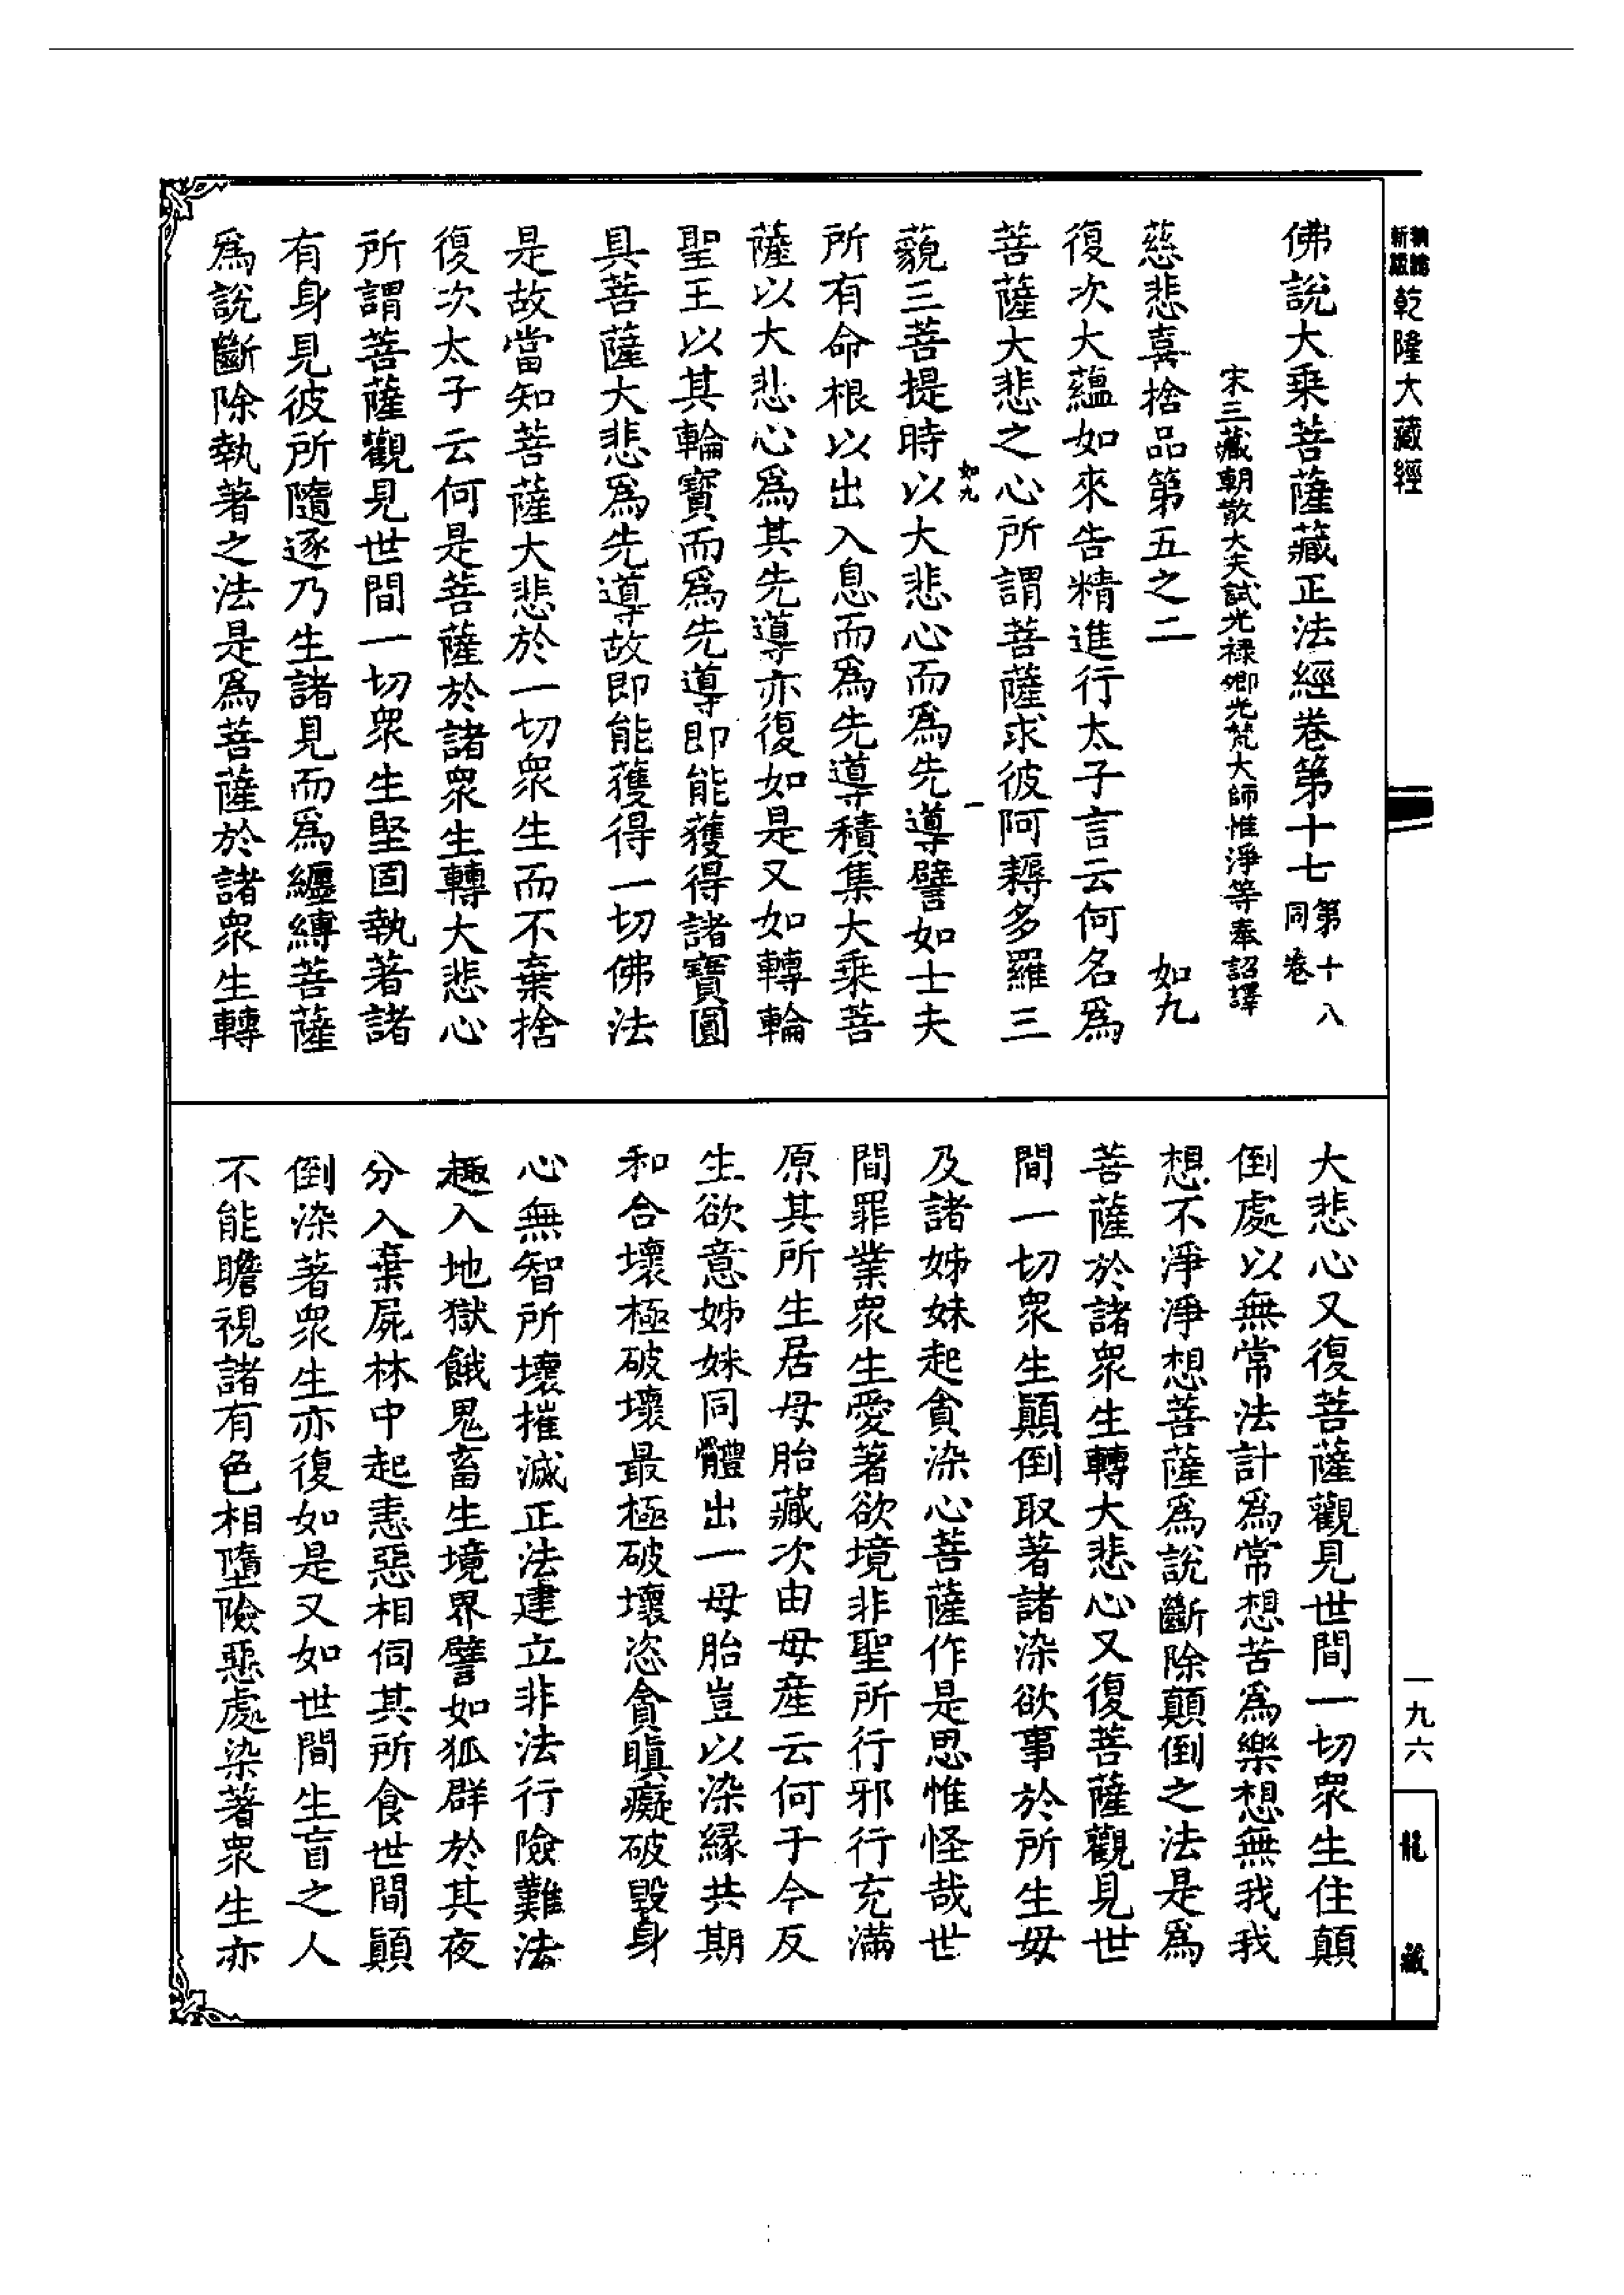 新版
乾隆大藏經
佛說大乘菩薩藏正法經卷第十七 第十八同卷
宋三藏朝散大夫試光祿卿光梵大師惟淨等奉詔譯
慈悲喜捨品第五之二 如九
復次大蘊如來告精進行太子言云何名爲
菩薩大悲之心所謂菩薩求彼阿耨多羅三
如九 一
藐三菩提時以大悲心而爲先導譬如士夫
所有命根以出入息而爲先導積集大乘菩
薩以大悲心爲其先導亦復如是又如轉輪
聖王以其輪寶而爲先導即能獲得諸寶圓
具菩薩大悲爲先導故即能獲得一切佛法
是故當知菩薩大悲於一切眾生而不棄捨
復次太子云何是菩薩於諸眾生轉大悲心
所謂菩薩觀見世間一切眾生堅固執著諸
有身見彼所隨逐乃生諸見而爲纏縛菩薩
爲說斷除執著之法是爲菩薩於諸眾生轉
大悲心又復菩薩觀見世間一切眾生住顛
倒處以無常法計爲常想苦爲樂想無我我
想不淨淨想菩薩爲說斷除顛倒之法是爲
菩薩於諸眾生轉大悲心又復菩薩觀見世
間一切眾生顛倒取著諸染欲事於所生母
及諸姊妹起貪染心菩薩作是思惟怪哉世
間罪業眾生愛著欲境非聖所行邪行充滿
原其所生居母胎藏次由母產云何于今反
生欲意姊妹同體出一母胎豈以染緣共期
和合壞極破壞最極破壞恣貪瞋癡破毀身
心無智所壞摧滅正法建立非法行險難法
趣入地獄餓鬼畜生境界譬如狐群於其夜
分入棄屍林中起恚惡相伺其所食世間顛
倒染著眾生亦復如是又如世間生盲之人
不能瞻視諸有色相墮險惡處染著眾生亦
一九六
龍藏